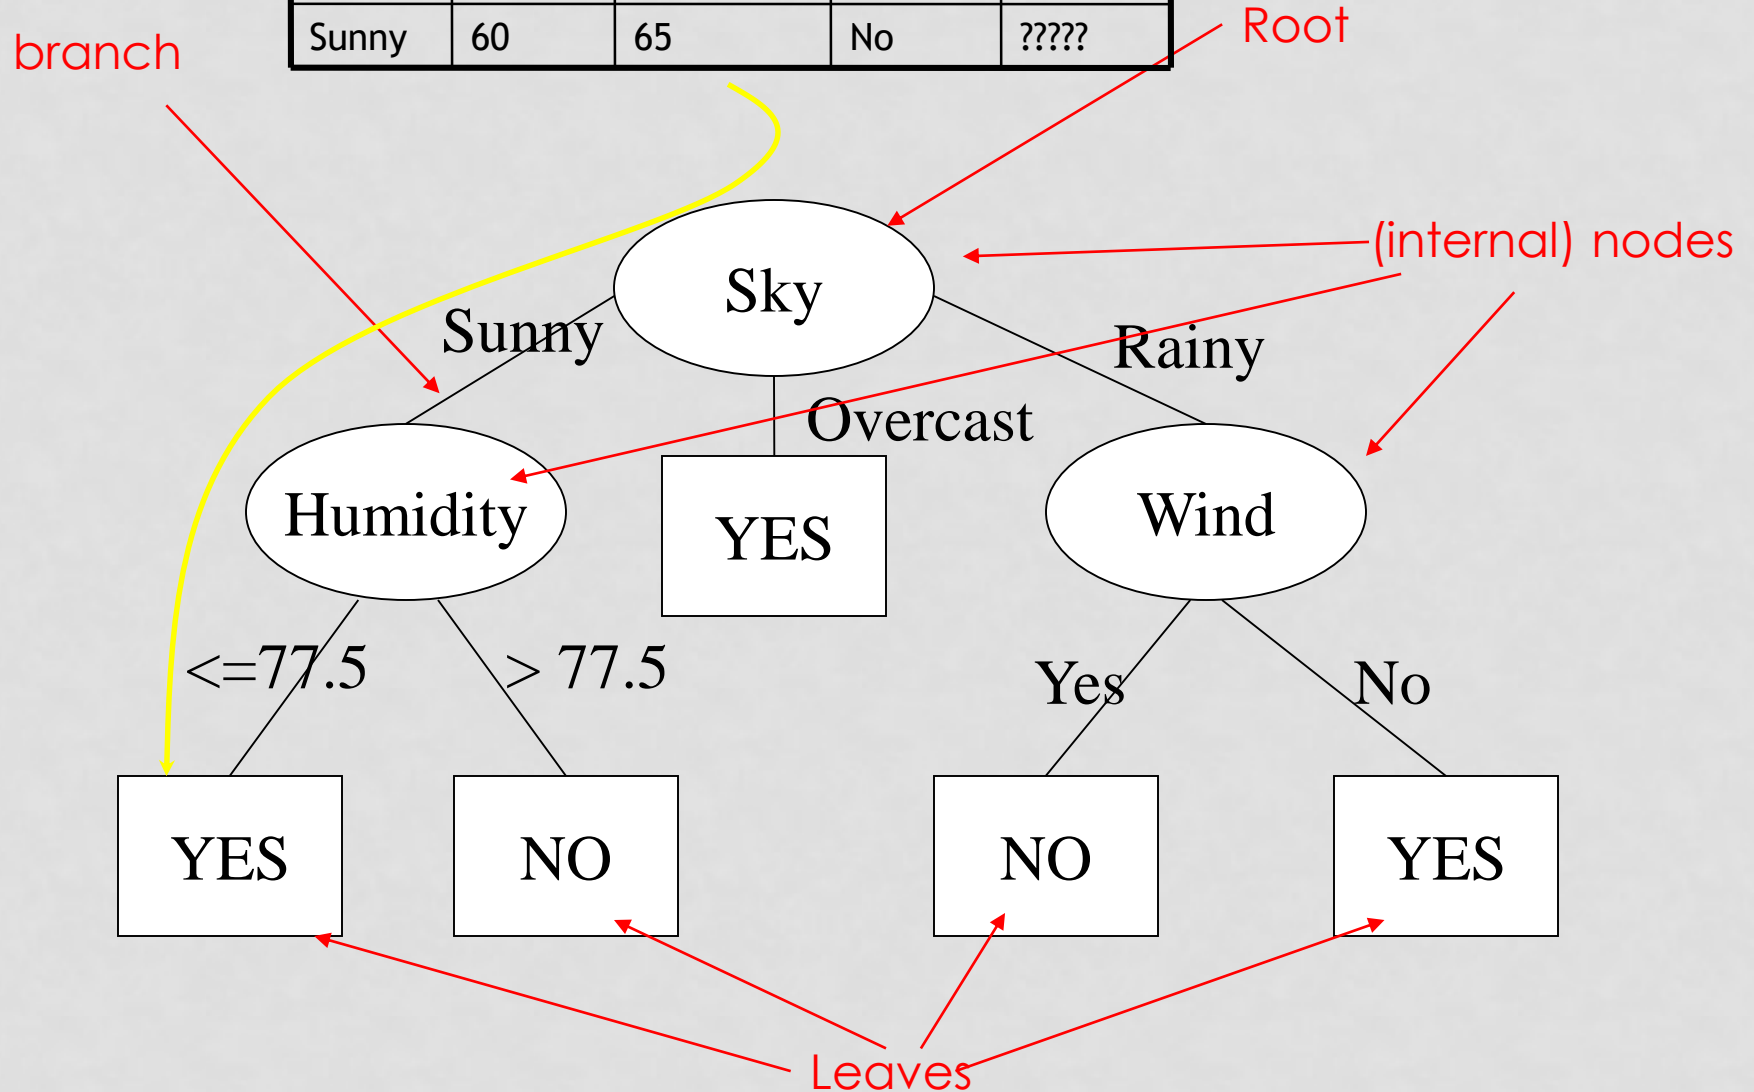 branch
Sunny 60 65 No ?????
Root
(internal) nodes
Sky
Sunny
Rainy
Overcast
Humidity
YES
Wind
<=77.5
> 77.5
Yes
No
YES
NO
NO
YES
Leaves